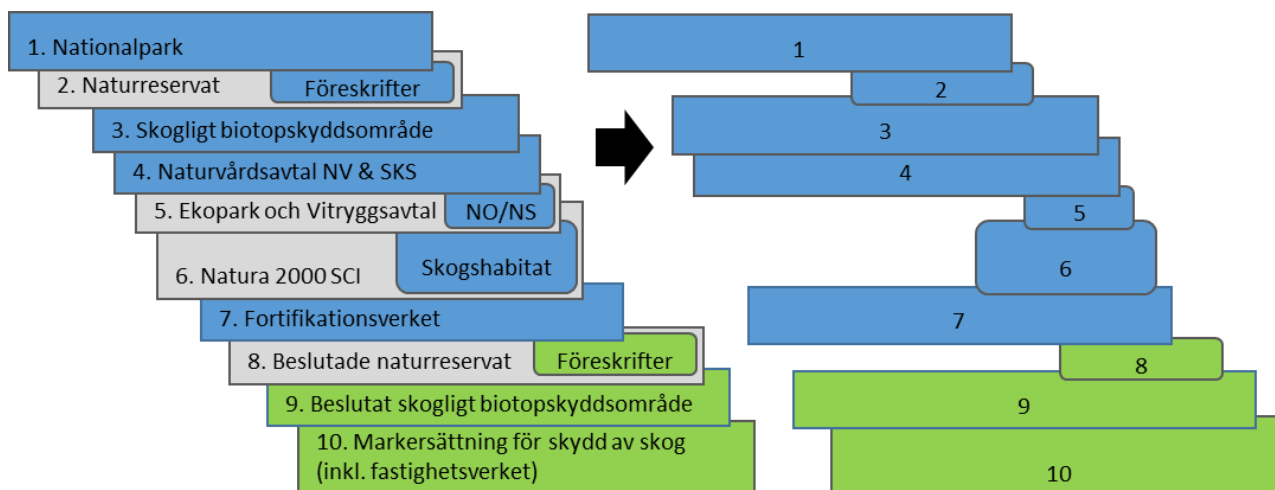 1. Nationalpark
2. Naturreservat
Föreskrifter
3. Skogligt biotopskyddsområde
4. Naturvårdsavtal NV & SKS
5. Ekopark och Vitryggsavtal
NO/NS
6. Natura 2000 SCI
Skogshabitat
7. Fortifikationsverket
8. Beslutade naturreservat
Föreskrifter
9. Beslutat skogligt biotopskyddsområde
10. Markersättning för skydd av skog
(inkl. fastighetsverket)
1
2
3
4
5
6
7
8
9
10